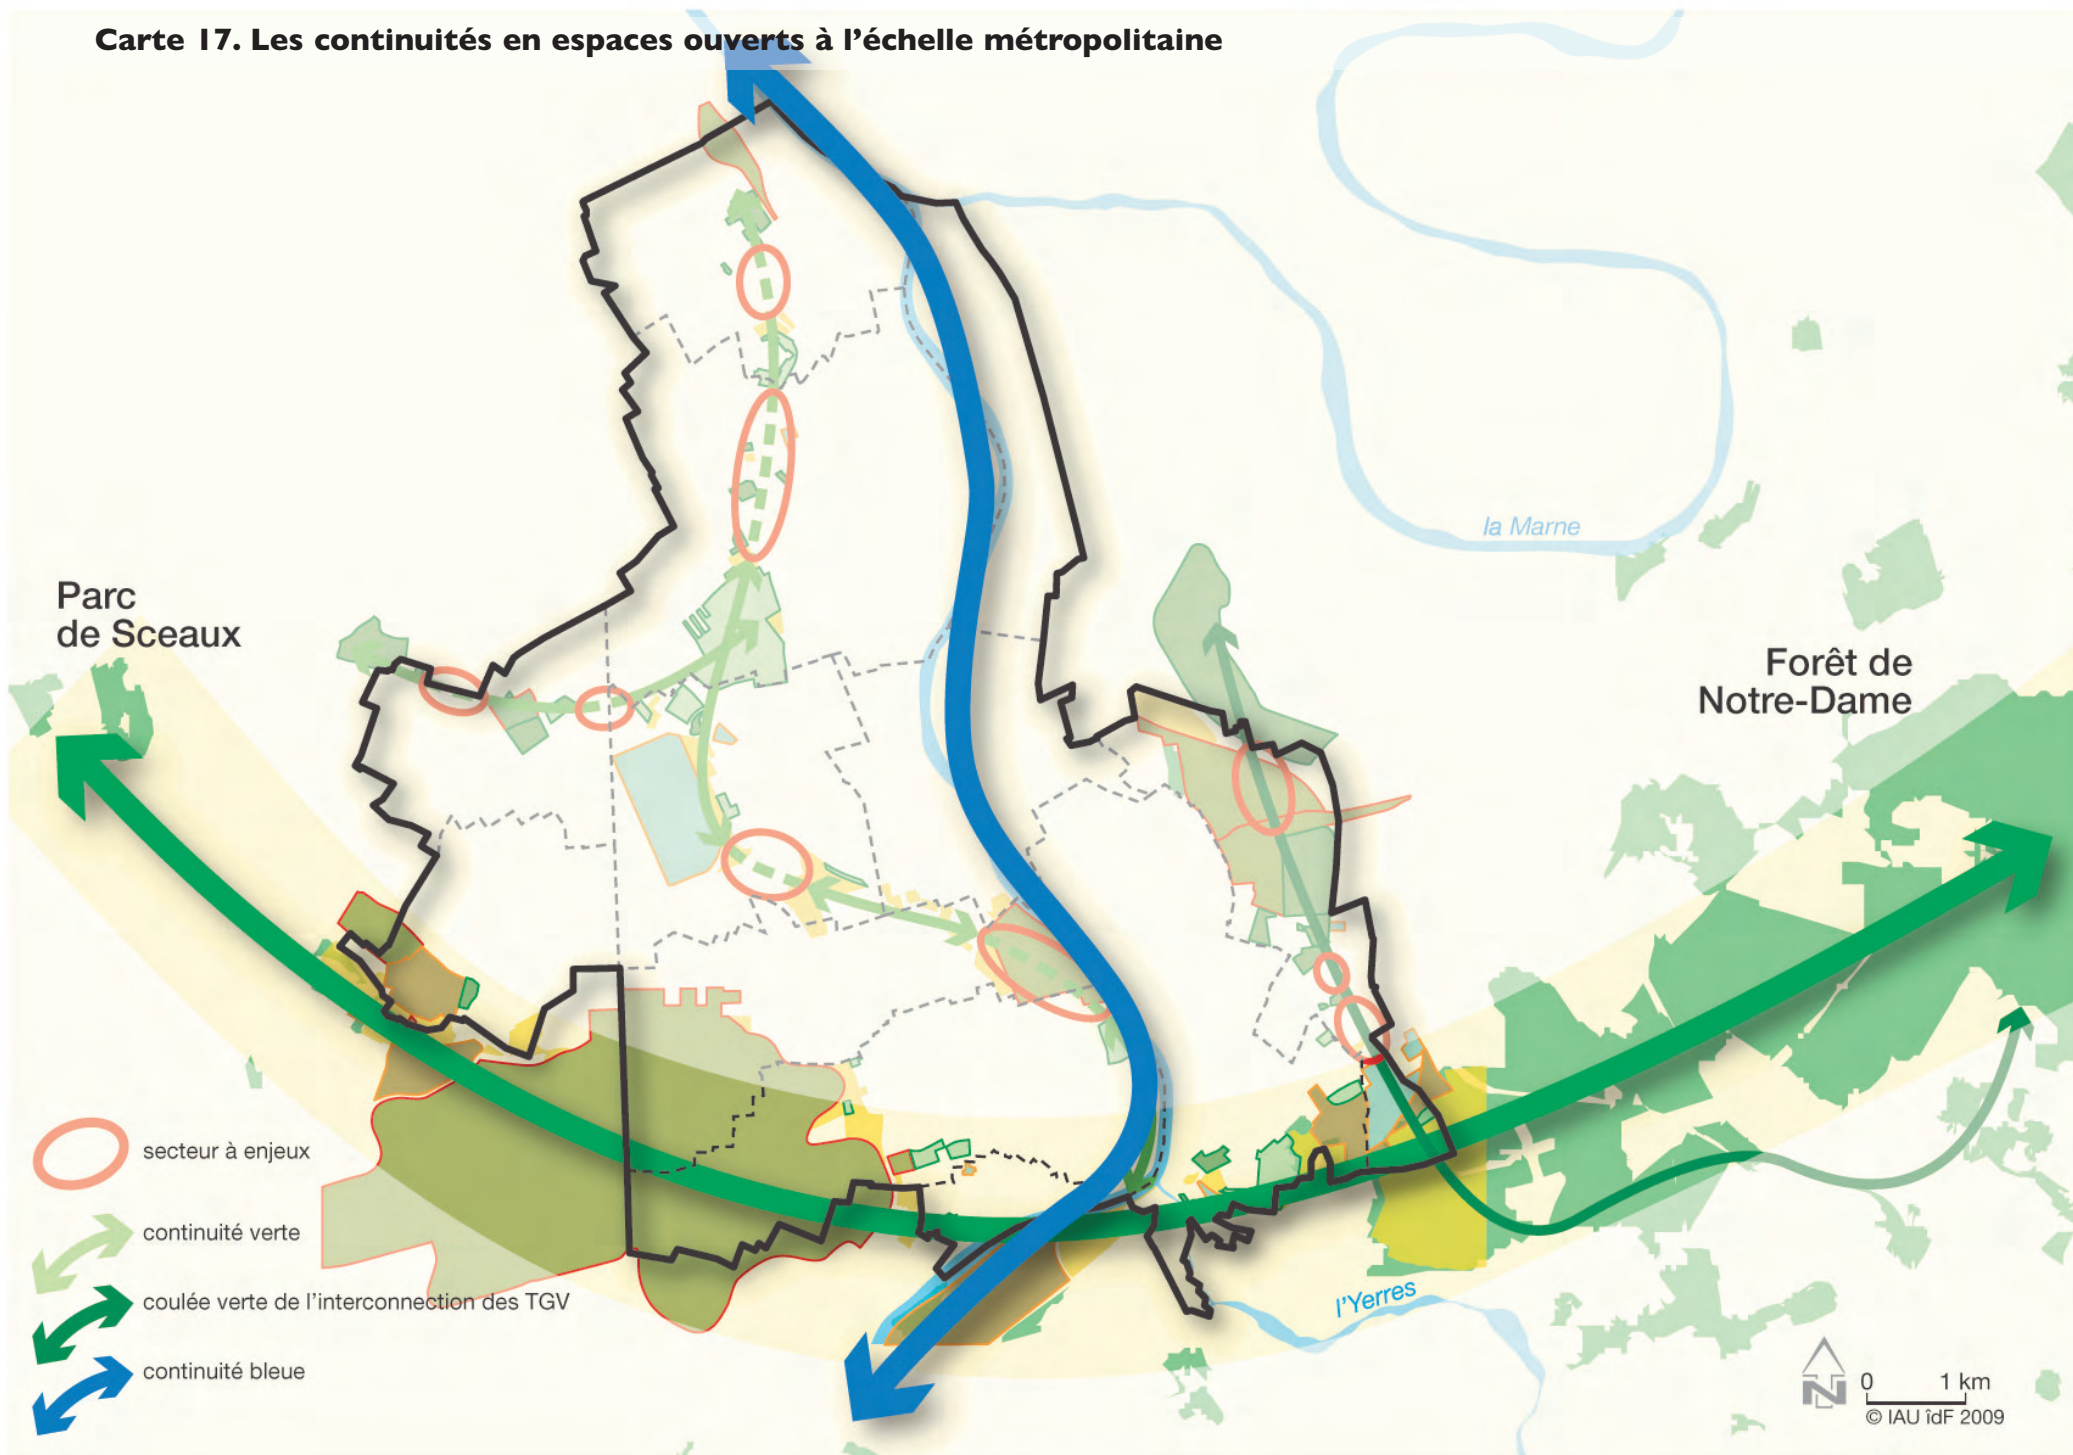 Carte 17. Les continuités en espaces ouverts à l’échelle métropolitaine
la Marne
Parc
de Sceaux
Forêt de
Notre-Dame
secteur à enjeux
continuité verte
coulée verte de l’interconnection des TGV
continuité bleue
l’Yerres
N
0 1 km
© IAU îdF 2009